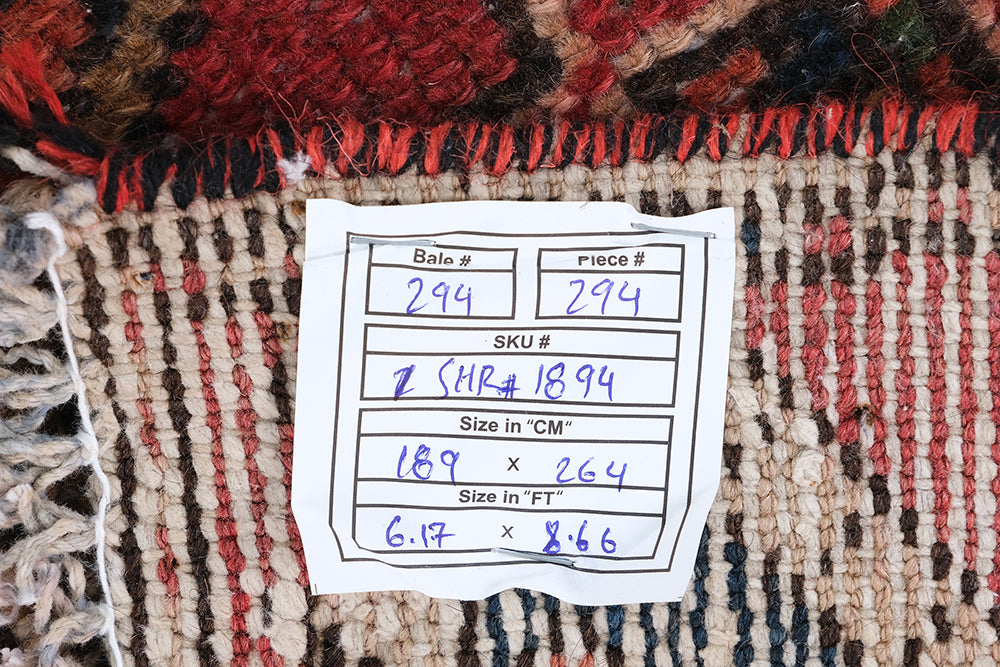 Bale # Piece #
294 294
SKU #
SHR# 1894
Size in "CM"
189 x 264
Size in "FT"
6.17 x 8.66